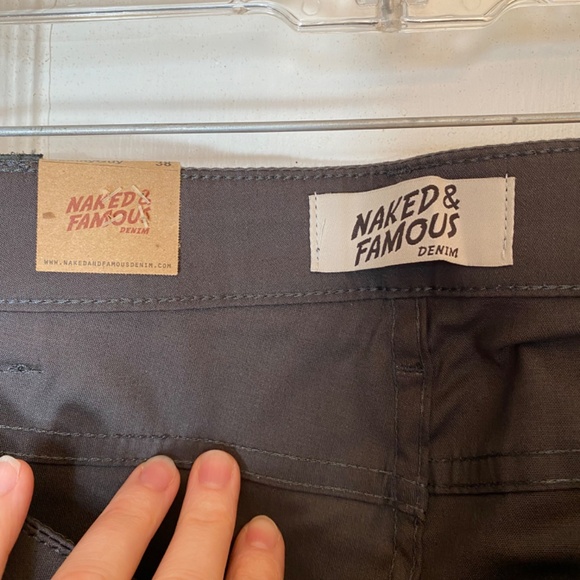 38
NAKED &
FAMOUS
DENIM
WWW.NAKEDANDFAMOUSDENIM.COM
NAKED &
FAMOUS
DENIM